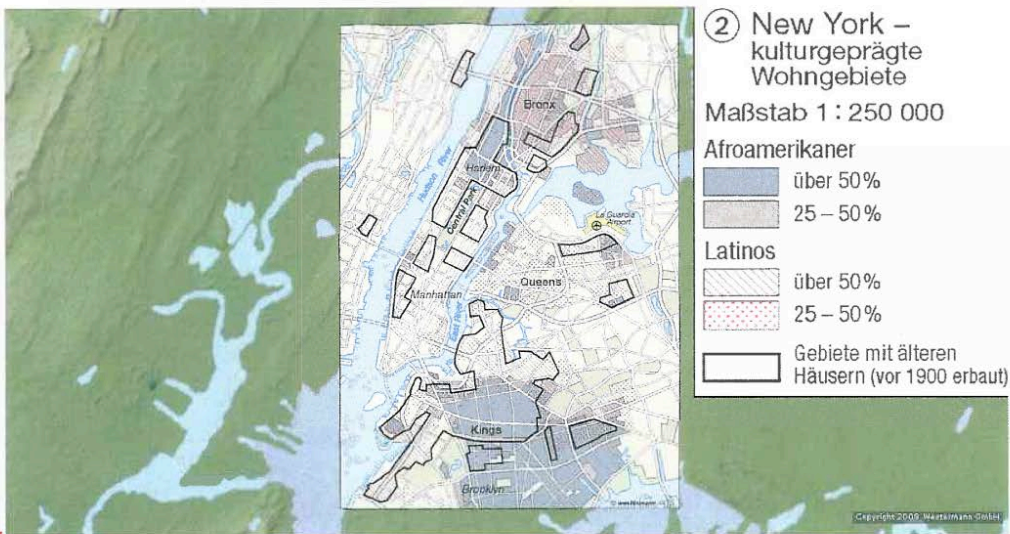 ② New York –
kulturgeprägte
Wohngebiete
Maßstab 1 : 250 000
Afroamerikaner
über 50%
25 – 50%
Latinos
über 50%
25 – 50%
Gebiete mit älteren
Häusern (vor 1900 erbaut)
Bronx
Hudson River
Harlem
Central Park
La Guardia
Airport
Queens
Manhattan
East River
Kings
Brooklyn
Copyright 2009, Westermann GmbH